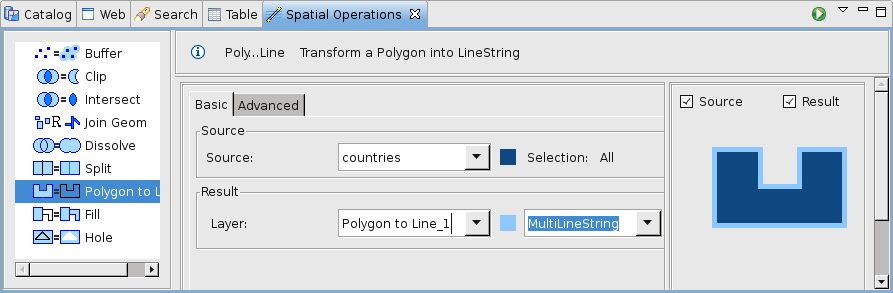 Catalog Web Search Table Spatial Operations
Poly...Line Transform a Polygon into LineString
Buffer
Clip
Intersect
R Join Geom
Dissolve
Split
Polygon to L
Fill
Hole
Basic Advanced
Source
Source: countries Selection: All
Result
Layer: Polygon to Line_1 MultiLineString
Source Result